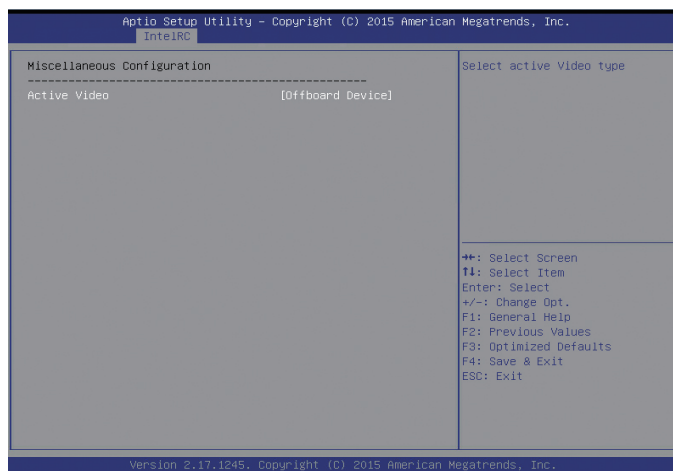 Aptio Setup Utility – Copyright (C) 2015 American Megatrends, Inc.
IntelRC
Miscellaneous Configuration
--------------------------------------------------
Active Video [Offboard Device]
Select active Video type
→←: Select Screen
↑↓: Select Item
Enter: Select
+/-: Change Opt.
F1: General Help
F2: Previous Values
F3: Optimized Defaults
F4: Save & Exit
ESC: Exit
Version 2.17.1245. Copyright (C) 2015 American Megatrends, Inc.